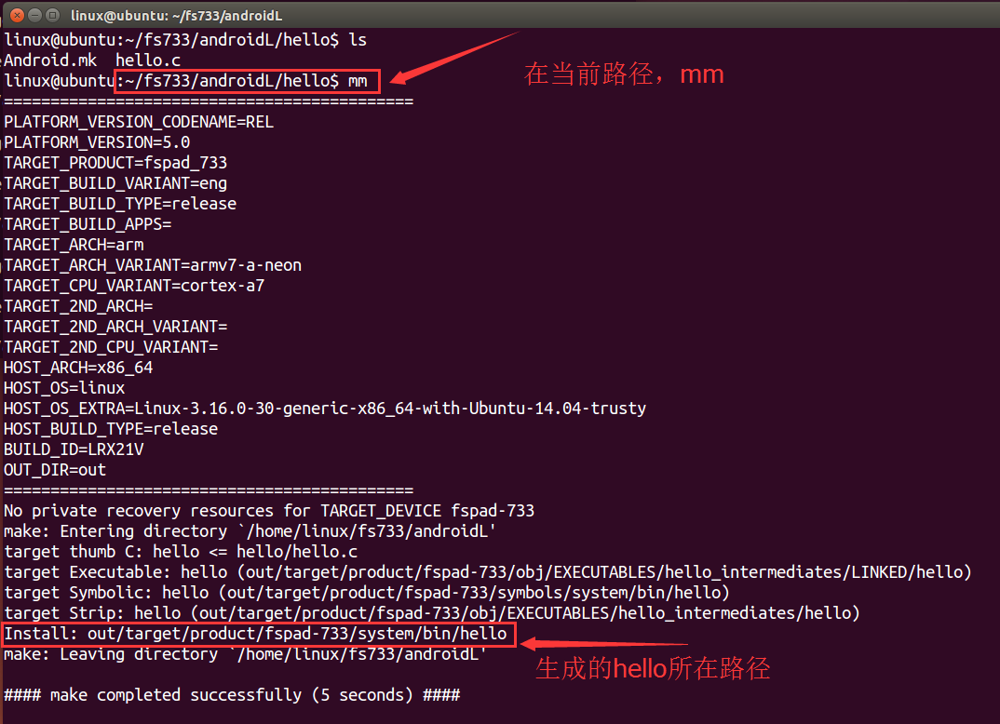 linux@ubuntu: ~/fs733/androidL
linux@ubuntu:~/fs733/androidL/hello$ ls
Android.mk  hello.c
linux@ubuntu:~/fs733/androidL/hello$ mm
在当前路径，mm
============================================
PLATFORM_VERSION_CODENAME=REL
PLATFORM_VERSION=5.0
TARGET_PRODUCT=fspad_733
TARGET_BUILD_VARIANT=eng
TARGET_BUILD_TYPE=release
TARGET_BUILD_APPS=
TARGET_ARCH=arm
TARGET_ARCH_VARIANT=armv7-a-neon
TARGET_CPU_VARIANT=cortex-a7
TARGET_2ND_ARCH=
TARGET_2ND_ARCH_VARIANT=
TARGET_2ND_CPU_VARIANT=
HOST_ARCH=x86_64
HOST_OS=linux
HOST_OS_EXTRA=Linux-3.16.0-30-generic-x86_64-with-Ubuntu-14.04-trusty
HOST_BUILD_TYPE=release
BUILD_ID=LRX21V
OUT_DIR=out
============================================
No private recovery resources for TARGET_DEVICE fspad-733
make: Entering directory `/home/linux/fs733/androidL'
target thumb C: hello <= hello/hello.c
target Executable: hello (out/target/product/fspad-733/obj/EXECUTABLES/hello_intermediates/LINKED/hello)
target Symbolic: hello (out/target/product/fspad-733/symbols/system/bin/hello)
target Strip: hello (out/target/product/fspad-733/obj/EXECUTABLES/hello_intermediates/hello)
Install: out/target/product/fspad-733/system/bin/hello
make: Leaving directory `/home/linux/fs733/androidL'
生成的hello所在路径
#### make completed successfully (5 seconds) ####